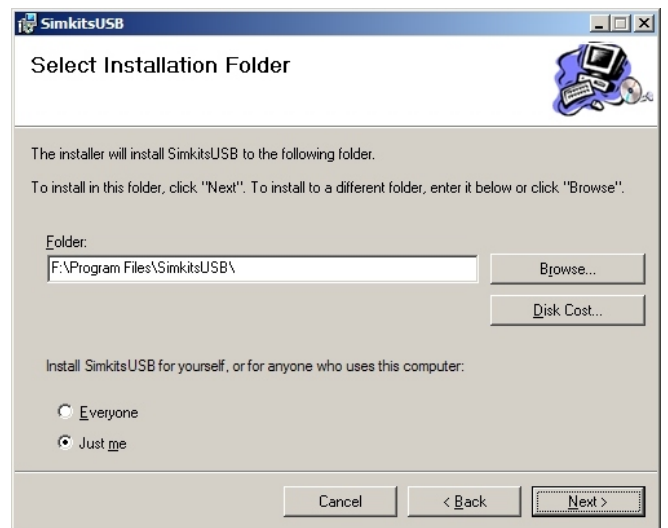 SimkitsUSB
Select Installation Folder
The installer will install SimkitsUSB to the following folder.
To install in this folder, click "Next". To install to a different folder, enter it below or click "Browse".
Folder:
F:\Program Files\SimkitsUSB\
Browse...
Disk Cost...
Install SimkitsUSB for yourself, or for anyone who uses this computer:
Everyone
Just me
Cancel
< Back
Next >